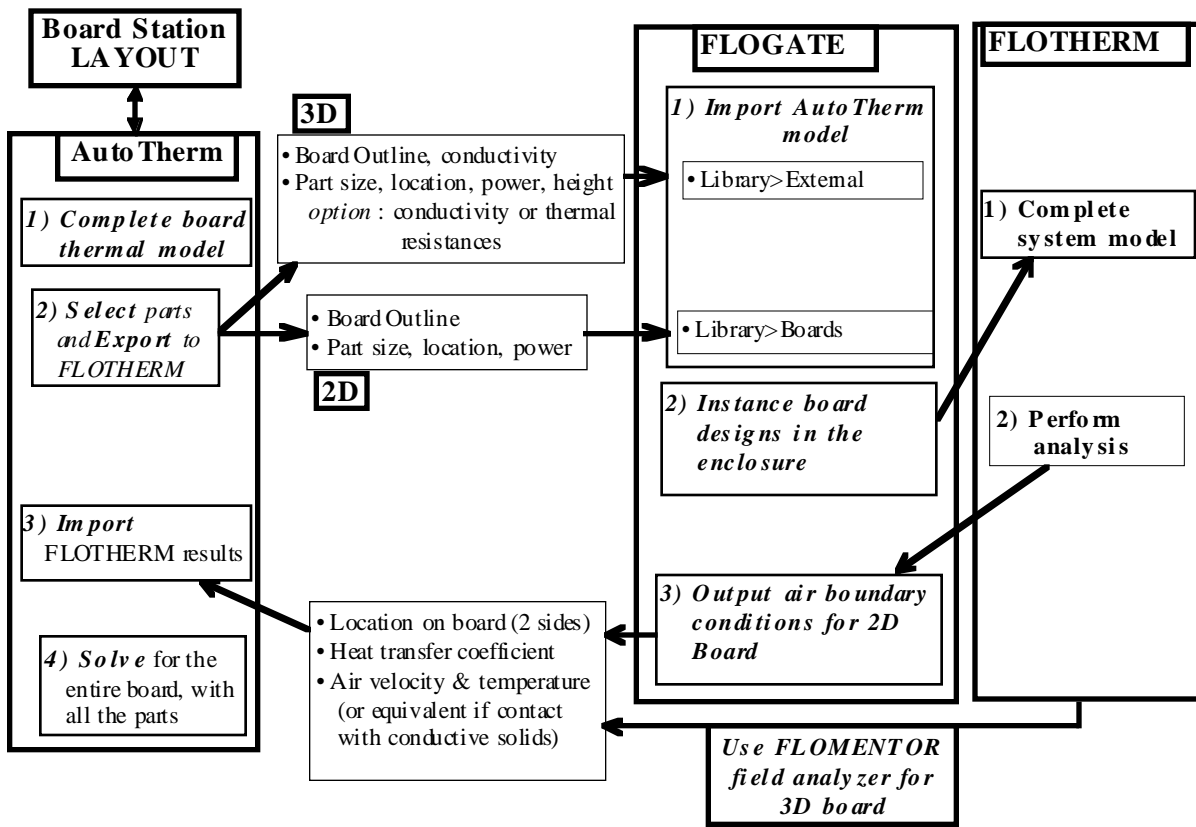 Board Station
LAYOUT
AutoTherm
1) Complete board
thermal model
2) Select parts
and Export to
FLOTHERM
3) Import
FLOTHERM results
4) Solve for the
entire board, with
all the parts
3D
• Board Outline, conductivity
• Part size, location, power, height
option : conductivity or thermal
resistances
• Board Outline
• Part size, location, power
2D
• Location on board (2 sides)
• Heat transfer coefficient
• Air velocity & temperature
(or equivalent if contact
with conductive solids)
FLOGATE
1) Import AutoTherm
model
• Library>External
• Library>Boards
2) Instance board
designs in the
enclosure
3) Output air boundary
conditions for 2D
Board
Use FLOMENTOR
field analyzer for
3D board
FLOTHERM
1) Complete
system model
2) Perform
analysis